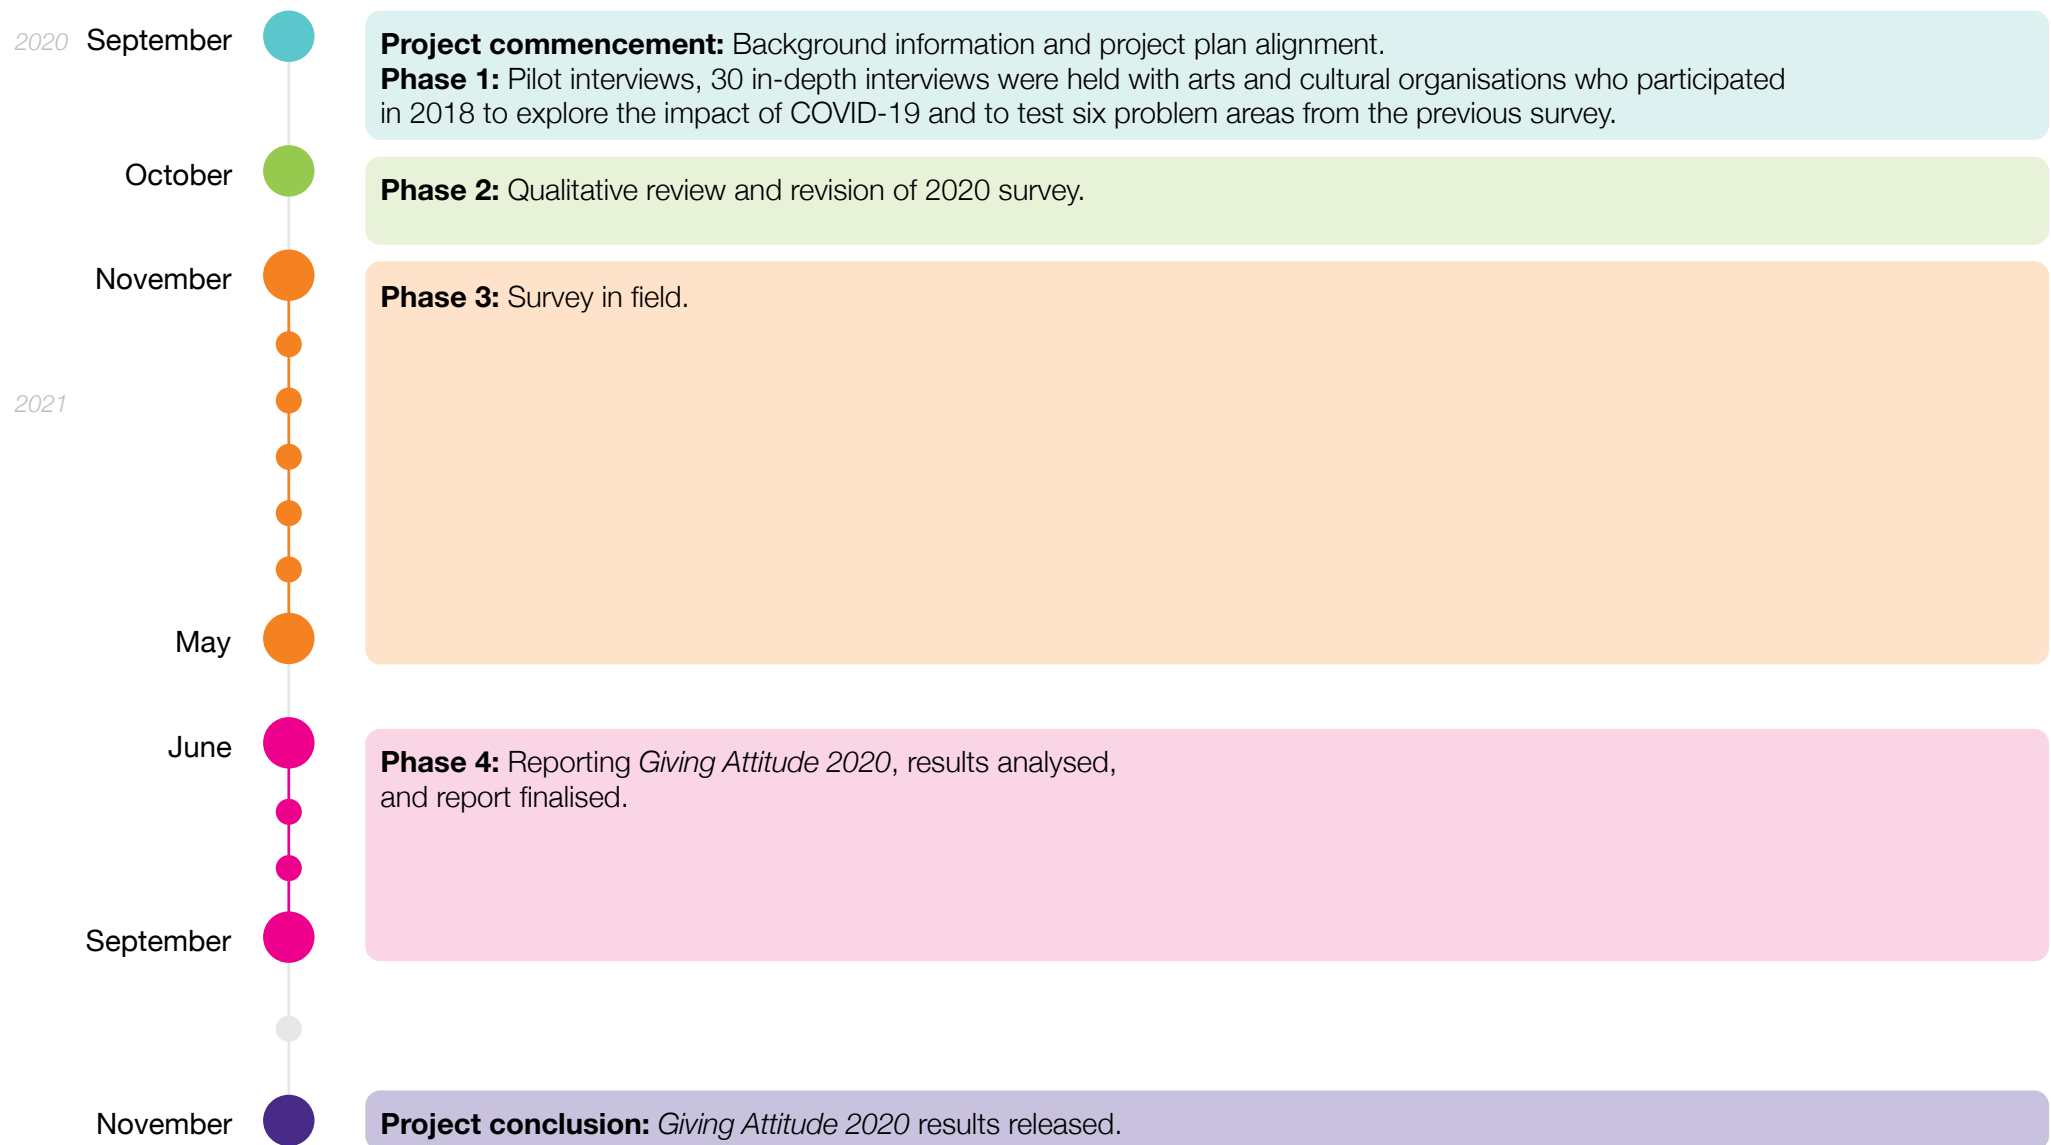 2020 September
Project commencement: Background information and project plan alignment.
Phase 1: Pilot interviews, 30 in-depth interviews were held with arts and cultural organisations who participated
in 2018 to explore the impact of COVID-19 and to test six problem areas from the previous survey.
October
Phase 2: Qualitative review and revision of 2020 survey.
November
Phase 3: Survey in field.
2021
May
June
Phase 4: Reporting Giving Attitude 2020, results analysed,
and report finalised.
September
November
Project conclusion: Giving Attitude 2020 results released.